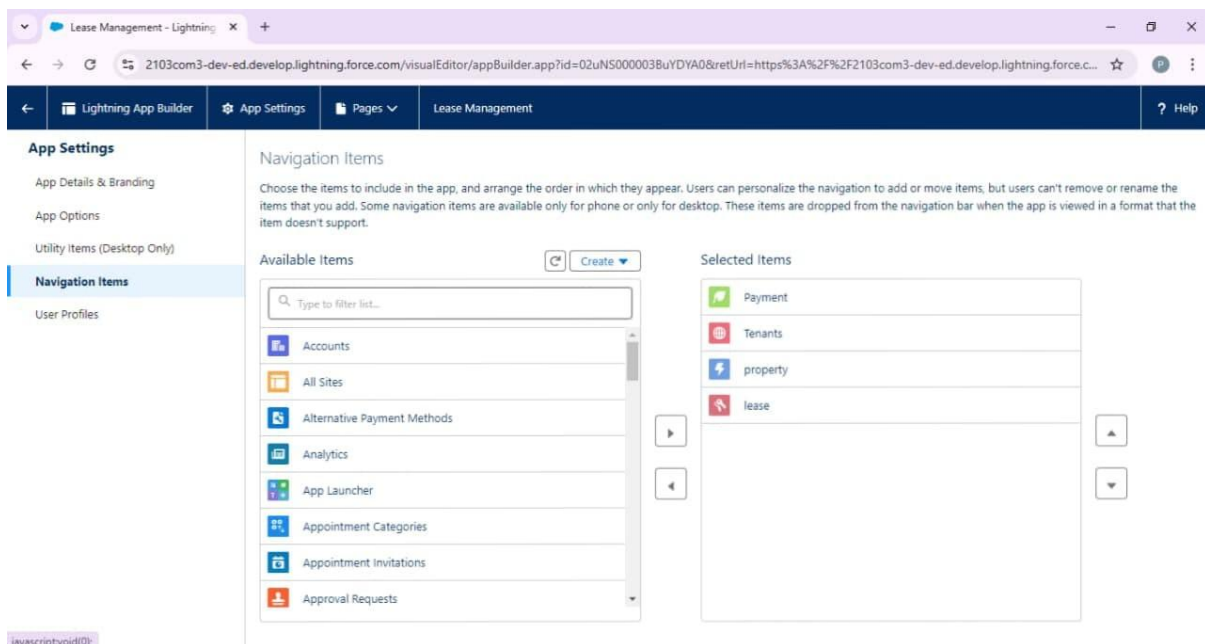 Lease Management - Lightning
2103com3-dev-ed.develop.lightning.force.com/visualEditor/appBuilder.app?id=02uNS000003BuYDYA0&retUrl=https%3A%2F%2F2103com3-dev-ed.develop.lightning.force.c...
P
Lightning App Builder
App Settings
Pages
Lease Management
? Help
App Settings
App Details & Branding
App Options
Utility Items (Desktop Only)
Navigation Items
User Profiles
Navigation Items
Choose the items to include in the app, and arrange the order in which they appear. Users can personalize the navigation to add or move items, but users can't remove or rename the
items that you add. Some navigation items are available only for phone or only for desktop. These items are dropped from the navigation bar when the app is viewed in a format that the
item doesn't support.
Available Items
Create
Type to filter list...
Accounts
All Sites
Alternative Payment Methods
Analytics
App Launcher
Appointment Categories
Appointment Invitations
Approval Requests
Selected Items
Payment
Tenants
property
lease
javascript:void(0);